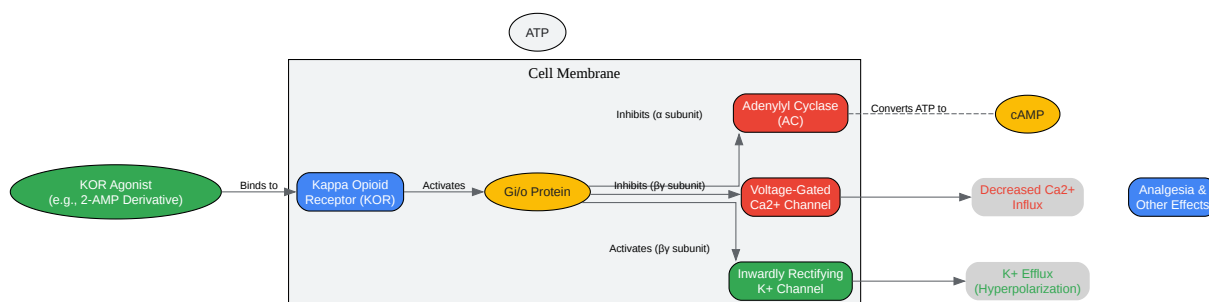 ATP
Cell Membrane
Inhibits (α subunit)
Adenylyl Cyclase
(AC)
Converts ATP to
cAMP
KOR Agonist
(e.g., 2-AMP Derivative)
Binds to
Kappa Opioid
Receptor (KOR)
Activates
Gi/o Protein
Inhibits (βγ subunit)
Voltage-Gated
Ca2+ Channel
Decreased Ca2+
Influx
Analgesia &
Other Effects
Activates (βγ subunit)
Inwardly Rectifying
K+ Channel
K+ Efflux
(Hyperpolarization)